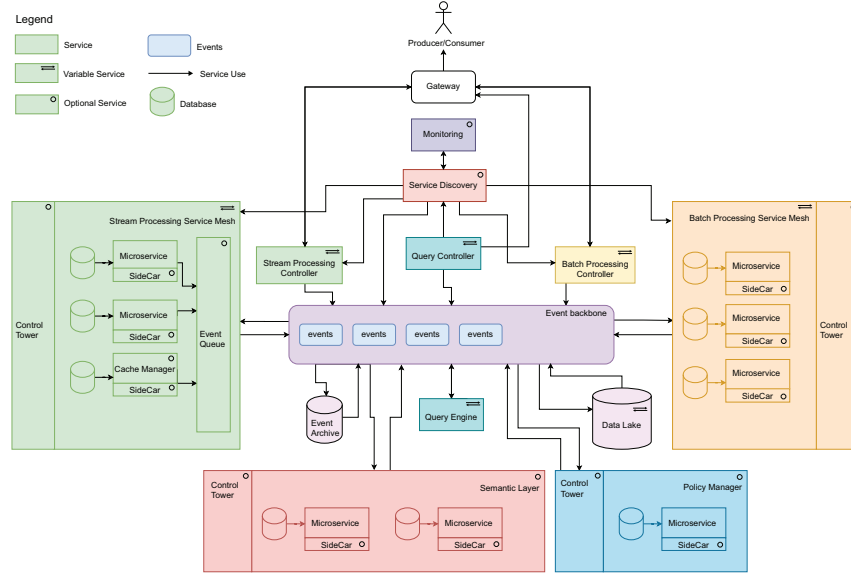 Legend
Service
Events
Variable Service
Service Use
Optional Service
Database
Producer/Consumer
Gateway
Monitoring
Service Discovery
Stream Processing Service Mesh
Batch Processing Service Mesh
Stream Processing
Controller
Query Controller
Batch Processing
Controller
Control
Tower
Microservice
SideCar
Microservice
SideCar
Cache Manager
SideCar
Event
Queue
Event backbone
events
events
events
events
Microservice
SideCar
Microservice
SideCar
Microservice
SideCar
Control
Tower
Event
Archive
Query Engine
Data Lake
Control
Tower
Semantic Layer
Microservice
SideCar
Microservice
SideCar
Control
Tower
Policy Manager
Microservice
SideCar